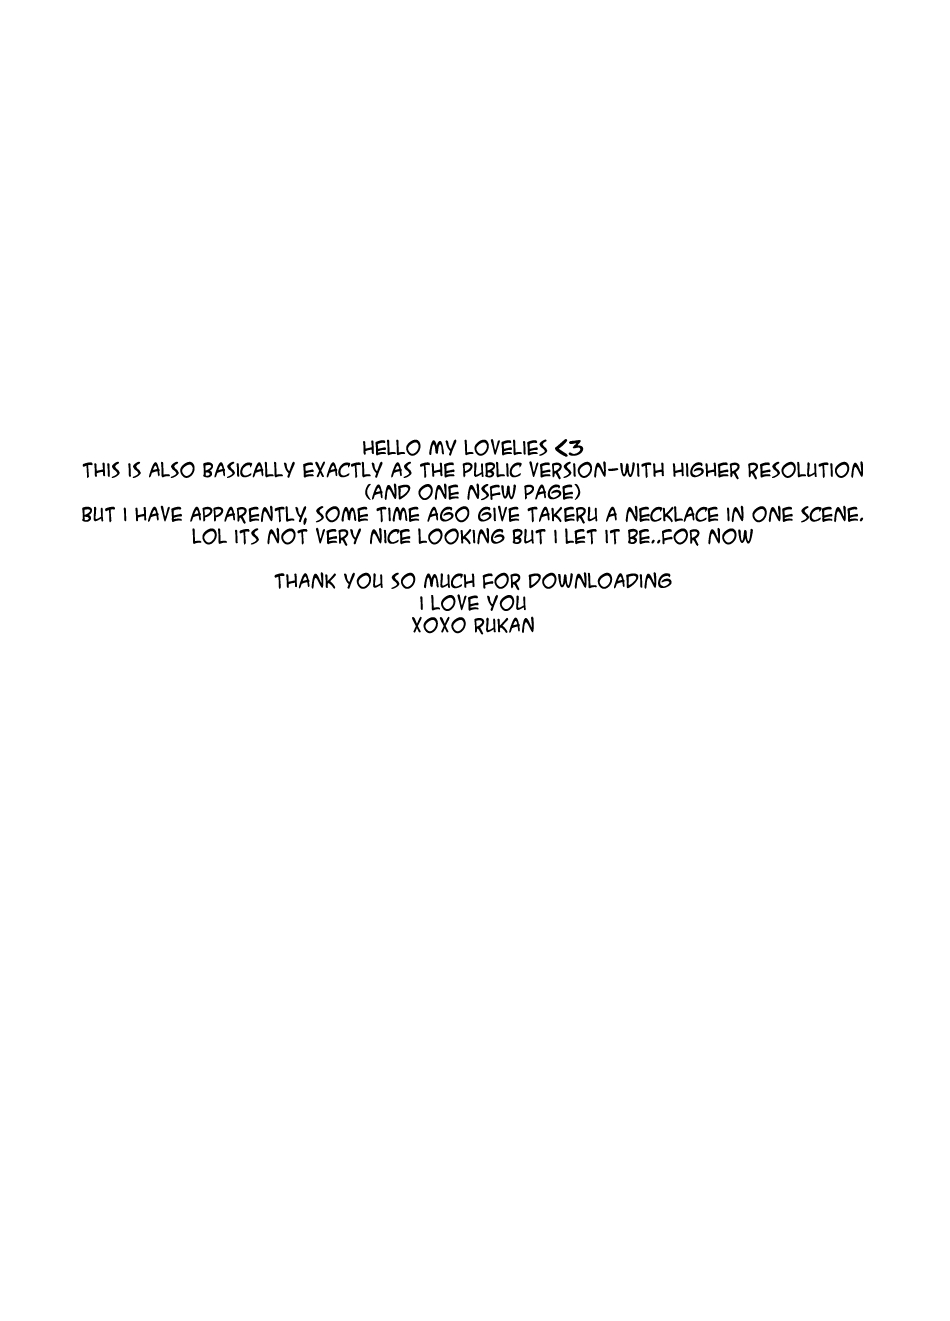 HELLO MY LOVELIES <3
THIS IS ALSO BASICALLY EXACTLY AS THE PUBLIC VERSION-WITH HIGHER RESOLUTION
(AND ONE NSFW PAGE)
BUT I HAVE APPARENTLY, SOME TIME AGO GIVE TAKERU A NECKLACE IN ONE SCENE.
LOL ITS NOT VERY NICE LOOKING BUT I LET IT BE..FOR NOW
THANK YOU SO MUCH FOR DOWNLOADING
I LOVE YOU
XOXO RUKAN